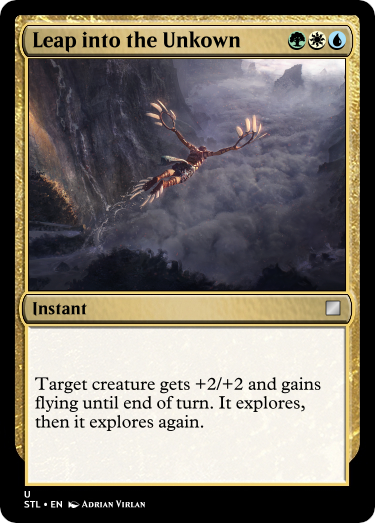 Leap into the Unkown
Instant
Target creature gets +2/+2 and gains
flying until end of turn. It explores,
then it explores again.
U
STL • EN Adrian Virlan